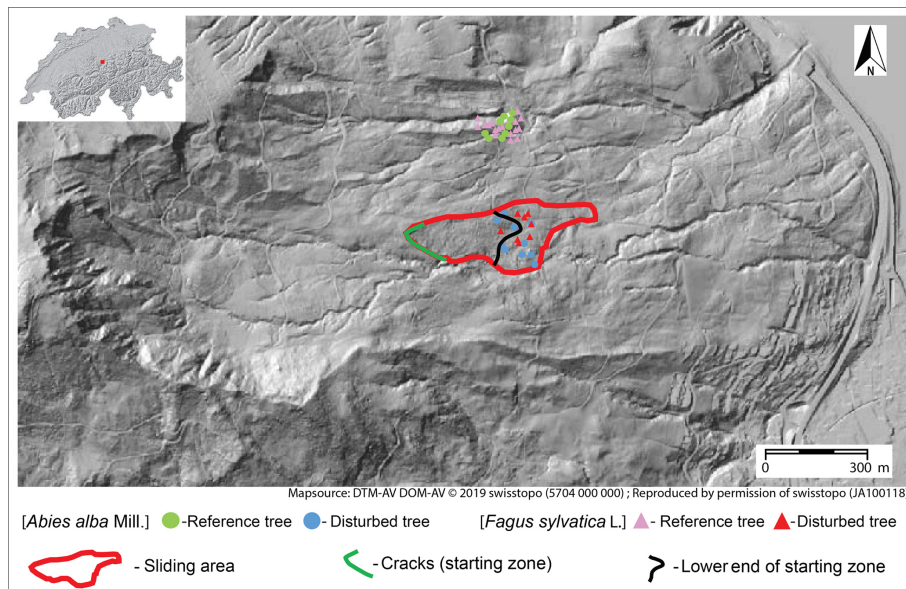 N
0 300 m
Mapsource: DTM-AV DOM-AV © 2019 swisstopo (5704 000 000) ; Reproduced by permission of swisstopo (JA100118
[Abies alba Mill.] -Reference tree - Disturbed tree [Fagus sylvatica L.] - Reference tree -Disturbed tree
- Sliding area - Cracks (starting zone) - Lower end of starting zone